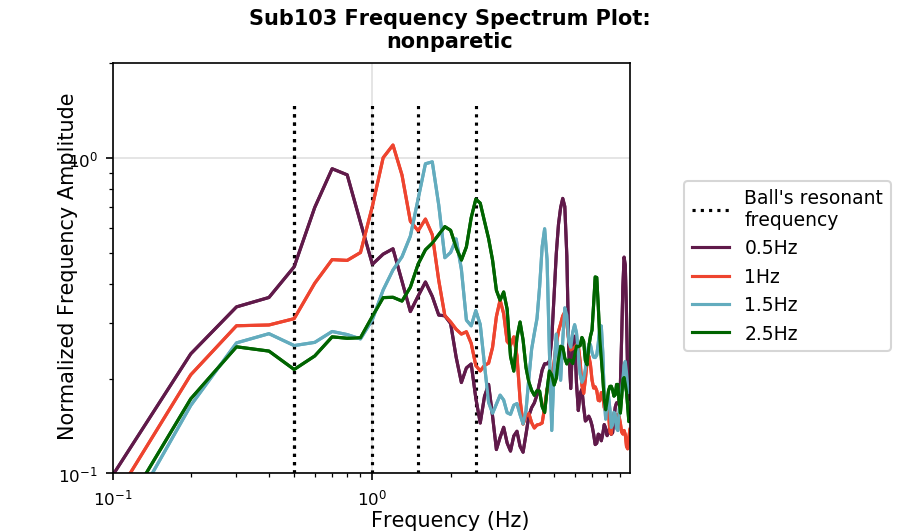 Sub103 Frequency Spectrum Plot:
nonparetic
Normalized Frequency Amplitude
10⁰
10⁻¹
10⁻¹
10⁰
Frequency (Hz)
Ball's resonant
frequency
0.5Hz
1Hz
1.5Hz
2.5Hz